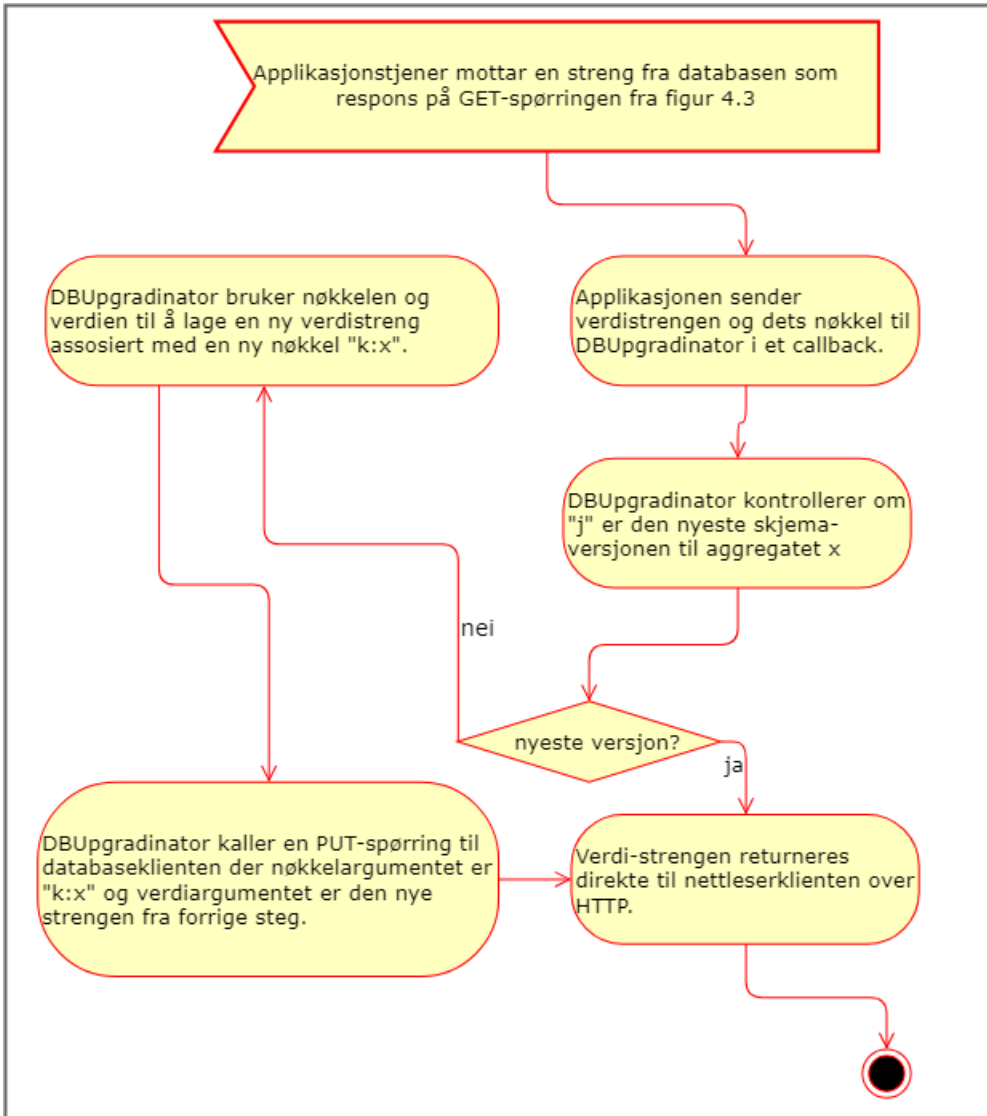 Applikasjonstjener mottar en streng fra databasen som
respons på GET-spørringen fra figur 4.3
Applikasjonen sender
verdistrengen og dets nøkkel til
DBUpgradinator i et callback.
DBUpgradinator kontrollerer om
"j" er den nyeste skjema-
versjonen til aggregatet x
nyeste versjon?
nei
ja
DBUpgradinator bruker nøkkelen og
verdien til å lage en ny verdistreng
assosiert med en ny nøkkel "k:x".
DBUpgradinator kaller en PUT-spørring til
databaseklienten der nøkkelargumentet er
"k:x" og verdiargumentet er den nye
strengen fra forrige steg.
Verdi-strengen returneres
direkte til nettleserklienten over
HTTP.